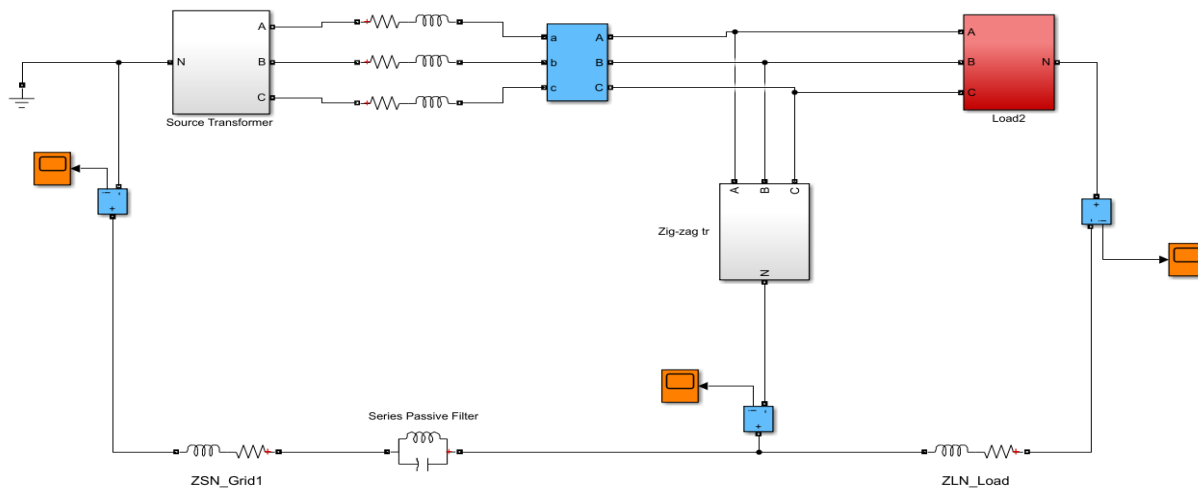 N
A
B
C
Source Transformer
a
b
c
A
B
C
A
B
C
N
Load2
A
B
C
Zig-zag tr
N
Series Passive Filter
ZSN_Grid1
ZLN_Load